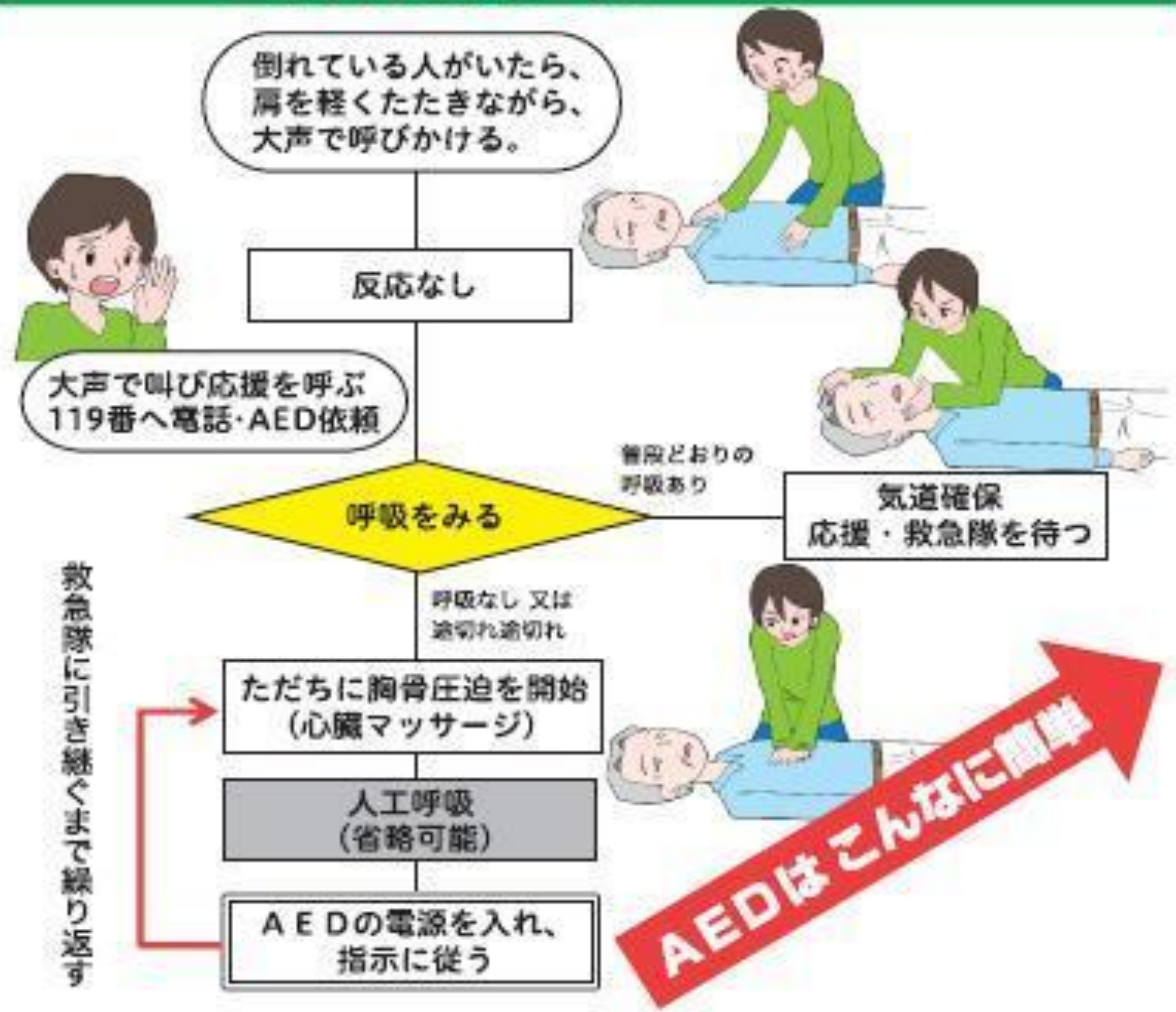 倒れている人がいたら、
肩を軽くたたきながら、
大声で呼びかける。
反応なし
大声で叫び応援を呼ぶ
119番へ電話・AED依頼
呼吸をみる
普段どおりの
呼吸あり
気道確保
応援・救急隊を待つ
呼吸なし 又は
途切れ途切れ
ただちに胸骨圧迫を開始
(心臓マッサージ)
人工呼吸
(省略可能)
AEDの電源を入れ、
指示に従う
救急隊に引き継ぐまで繰り返す
AEDは こんなに簡単